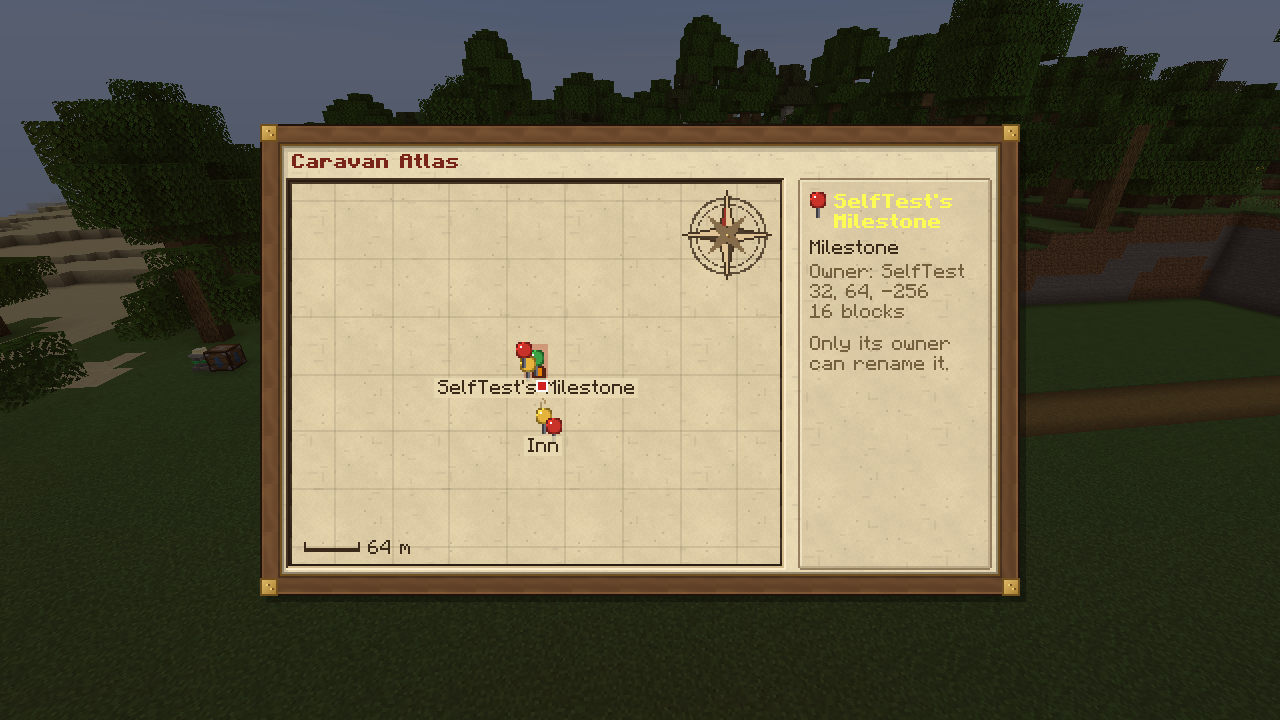 Caravan Atlas
SelfTest's Milestone
Inn
64 m
SelfTest's
Milestone
Milestone
Owner: SelfTest
32, 64, -256
16 blocks
Only its owner
can rename it.